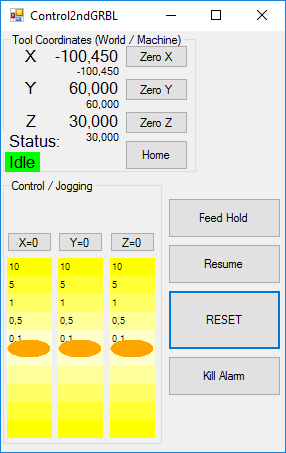 Control2ndGRBL
Tool Coordinates (World / Machine)
X -100,450 Zero X
-100,450
Y 60,000 Zero Y
60,000
Z 30,000 Zero Z
30,000
Status:
Idle
Home
Control / Jogging
X=0 Y=0 Z=0
10 10 10
5 5 5
1 1 1
0,5 0,5 0,5
0,1 0,1 0,1
Feed Hold
Resume
RESET
Kill Alarm